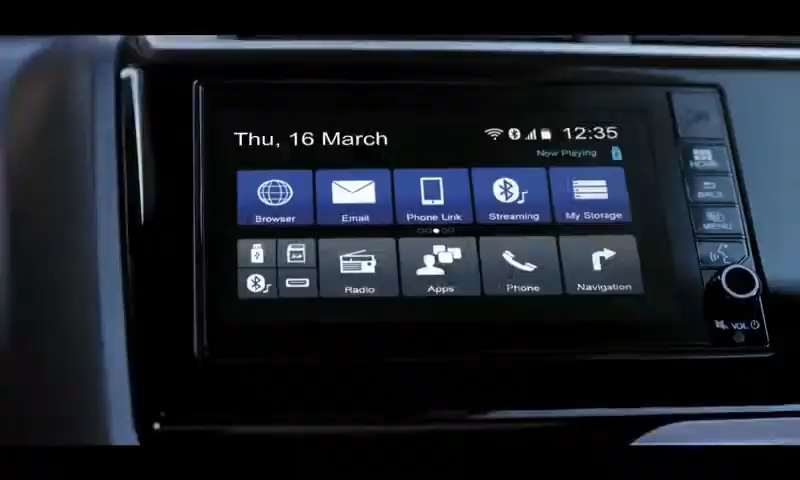 Thu, 16 March
12:35
Now Playing
Browser
Email
Phone Link
Streaming
My Storage
Radio
Apps
Phone
Navigation
HOME
BACK
MENU
VOL